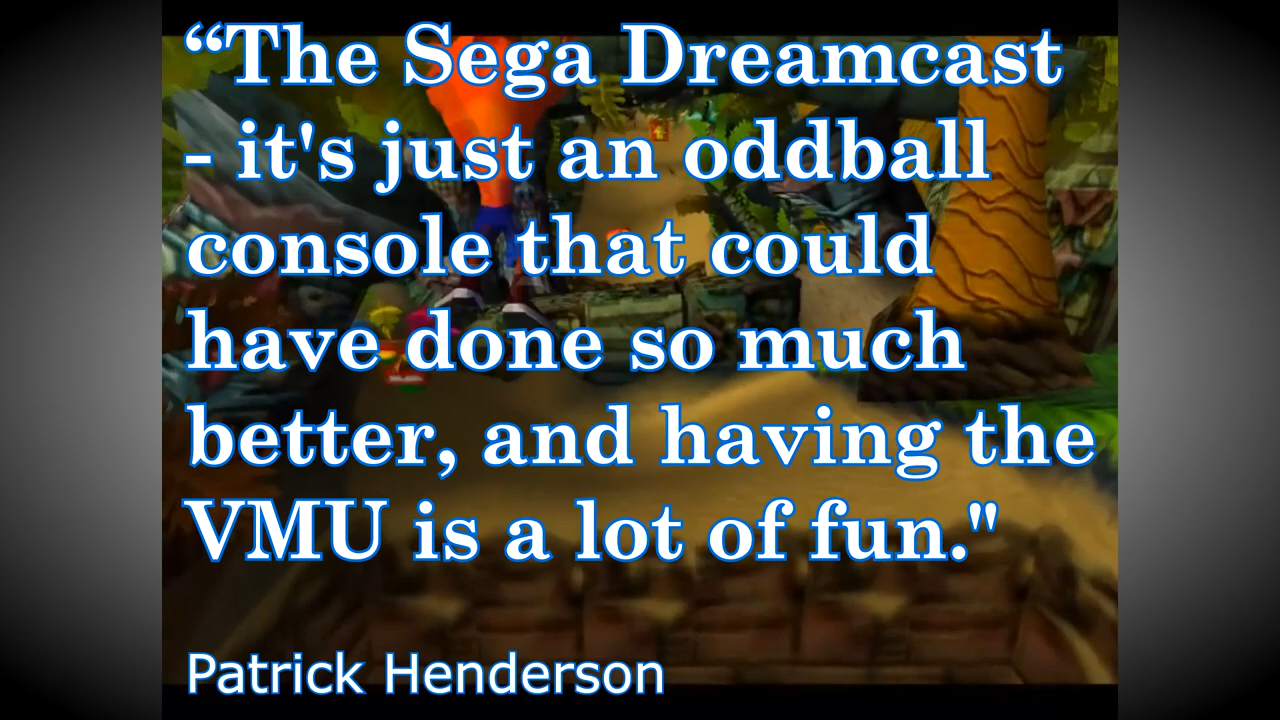 “The Sega Dreamcast
- it's just an oddball
console that could
have done so much
better, and having the
VMU is a lot of fun."
Patrick Henderson